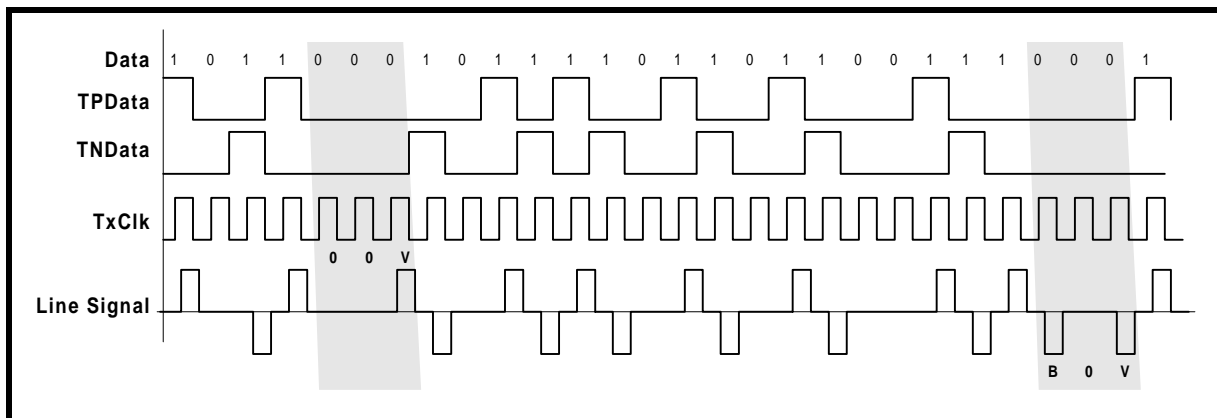 Data 1 0 1 1 0 0 0 1 0 1 1 1 1 0 1 1 0 1 1 0 0 1 1 1 0 0 0 1
TPData
TNData
TxClk
0 0 V
Line Signal
B 0 V